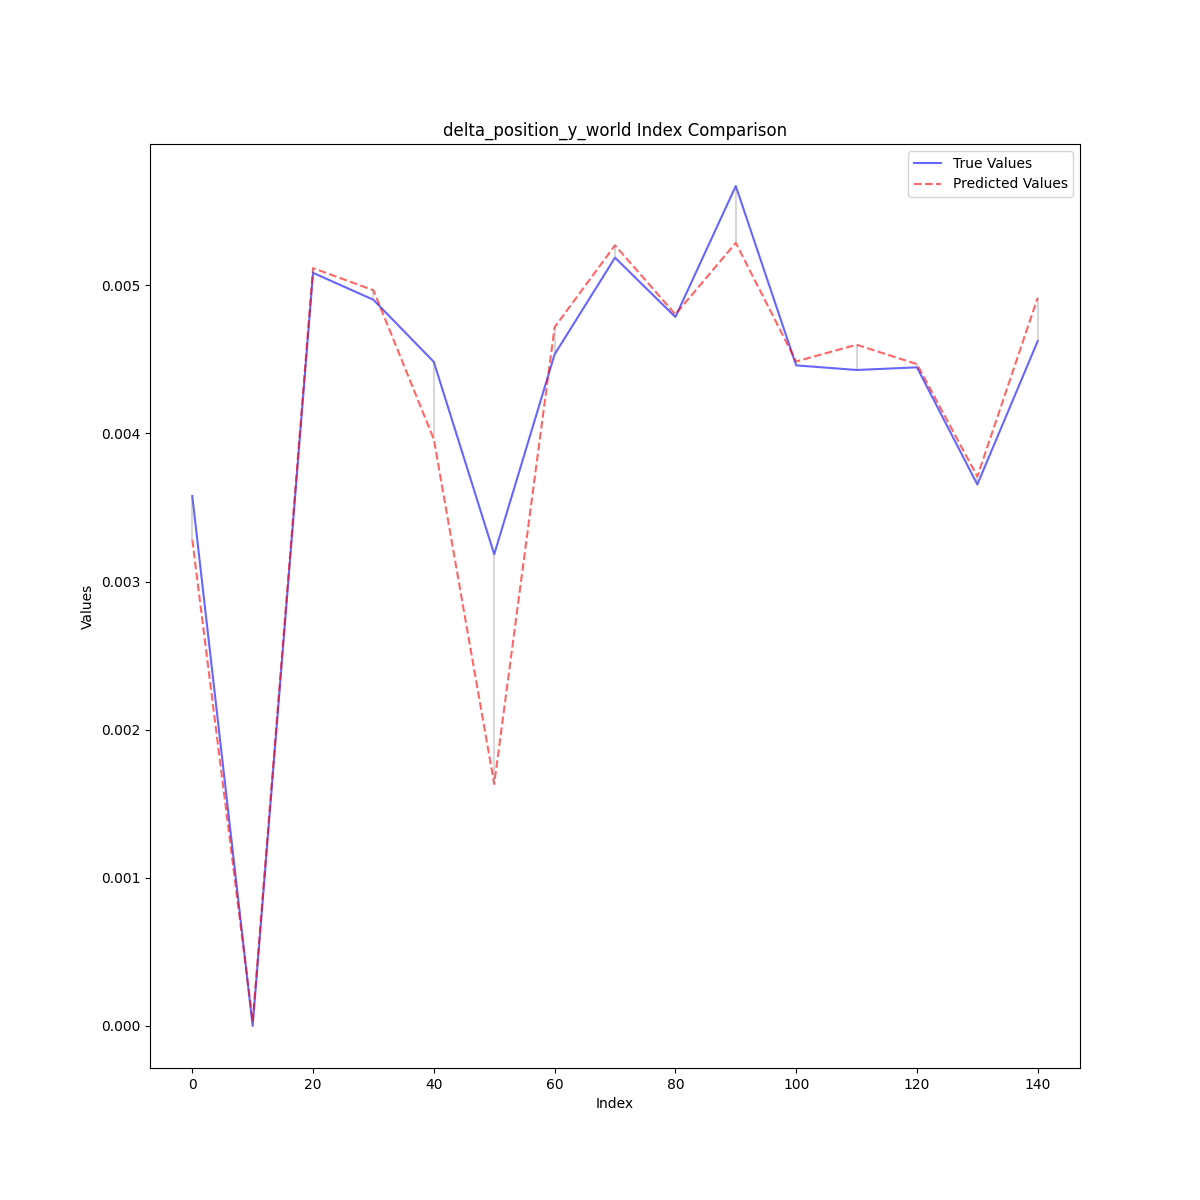 delta_position_y_world Index Comparison
True Values
Predicted Values
Values
0.005
0.004
0.003
0.002
0.001
0.000
0 20 40 60 80 100 120 140
Index